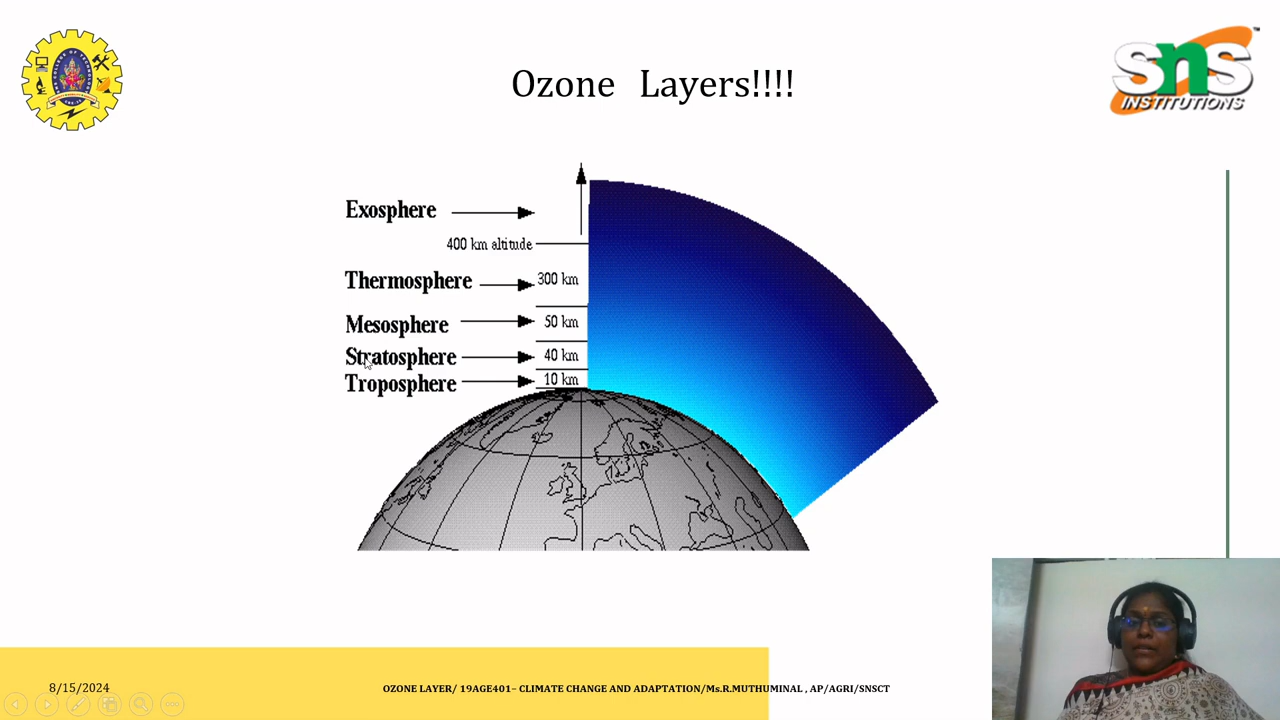 Ozone Layers!!!!
sns
INSTITUTIONS
Exosphere
400 km altitude
Thermosphere
300 km
Mesosphere
50 km
Stratosphere
40 km
Troposphere
10 km
8/15/2024
OZONE LAYER/ 19AGE401– CLIMATE CHANGE AND ADAPTATION/Ms.R.MUTHUMINAL , AP/AGRI/SNSCT